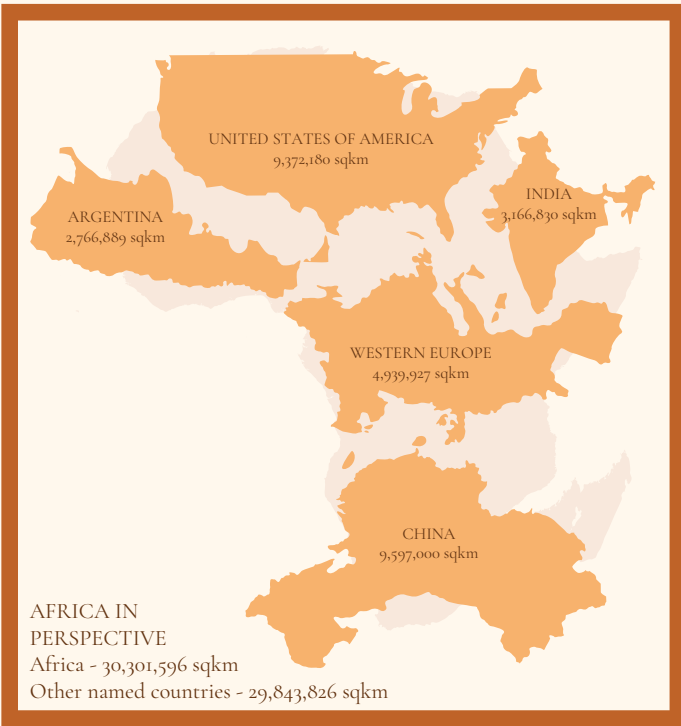 UNITED STATES OF AMERICA
9,372,180 sqkm
INDIA
3,166,830 sqkm
ARGENTINA
2,766,889 sqkm
WESTERN EUROPE
4,939,927 sqkm
CHINA
9,597,000 sqkm
AFRICA IN
PERSPECTIVE
Africa - 30,301,596 sqkm
Other named countries - 29,843,826 sqkm